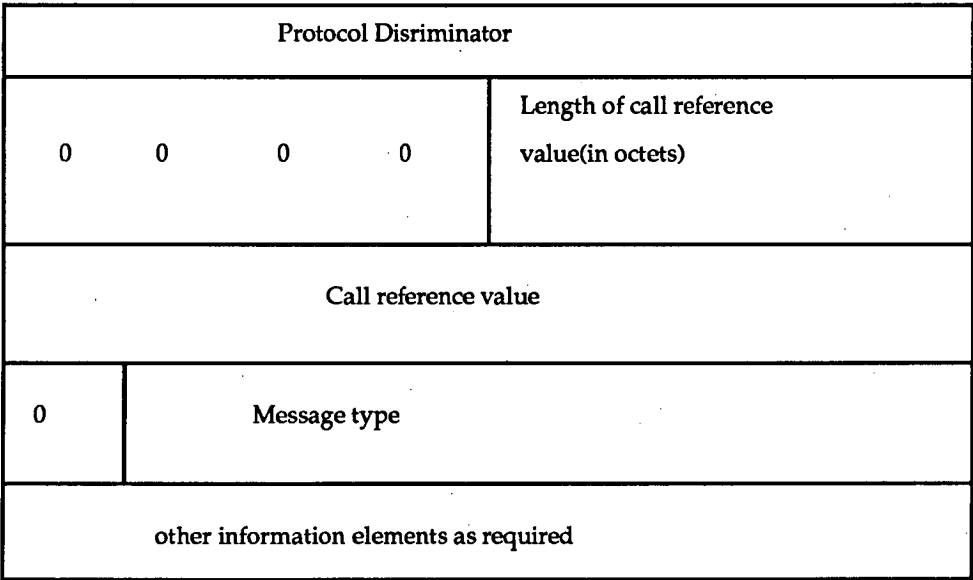 Protocol Disriminator
Length of call reference
0 0 0 0 value(in octets)
Call reference value
0 Message type
other information elements as required